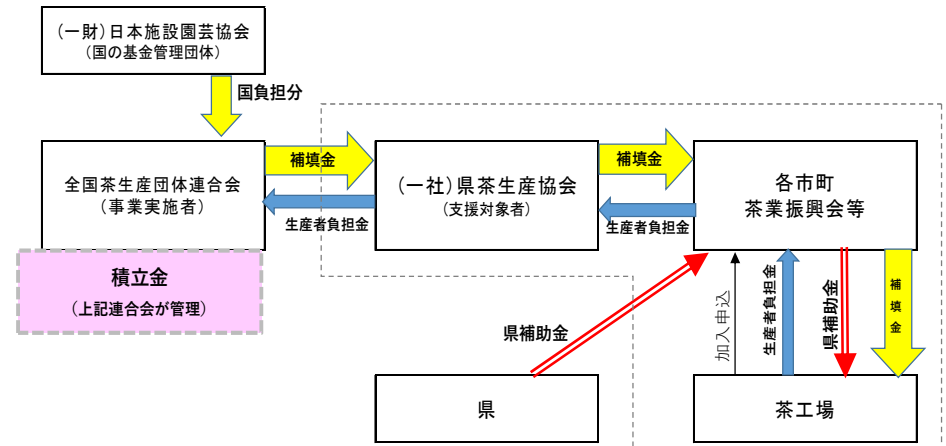 (一財)日本施設園芸協会
(国の基金管理団体)
国負担分
全国茶生産団体連合会
(事業実施者)
補填金
生産者負担金
(一社)県茶生産協会
(支援対象者)
補填金
生産者負担金
各市町
茶業振興会等
積立金
(上記連合会が管理)
県補助金
加入申込
生産者負担金
県補助金
補填金
県
茶工場